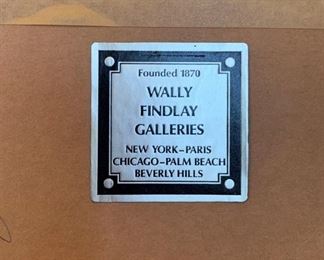 Founded 1870
WALLY
FINDLAY
GALLERIES
NEW YORK–PARIS
CHICAGO–PALM BEACH
BEVERLY HILLS